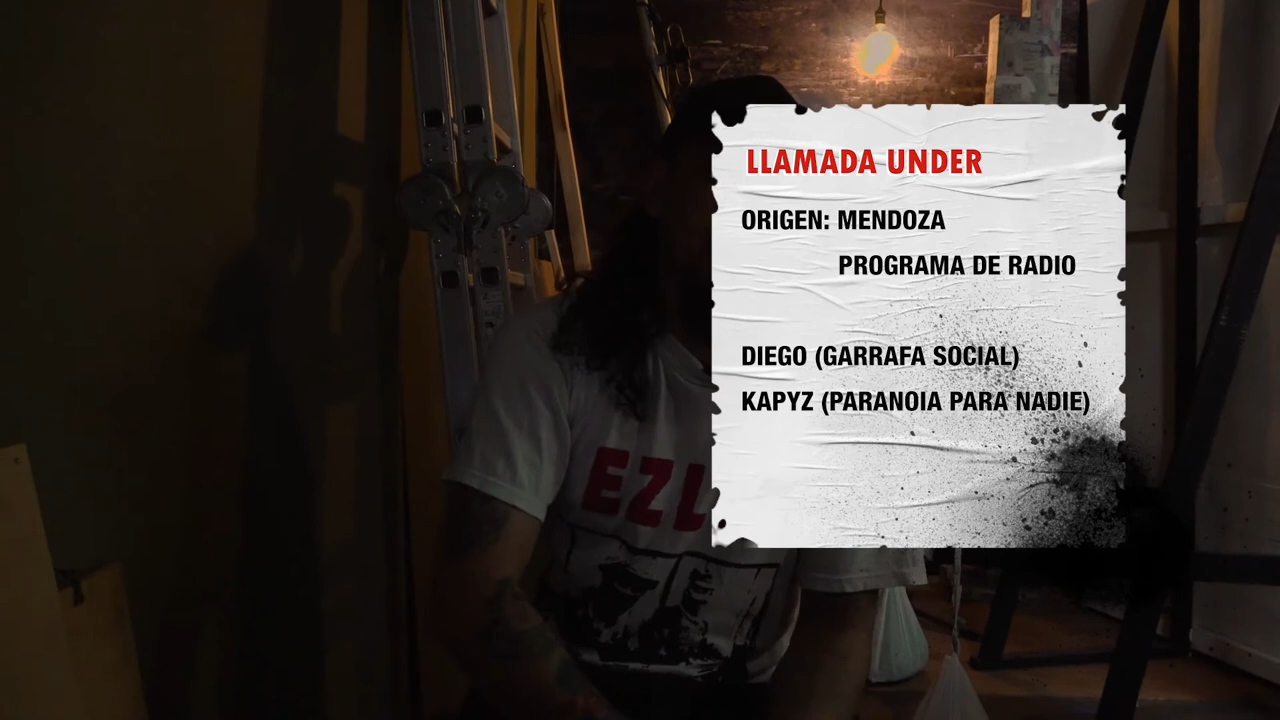 LLAMADA UNDER
ORIGEN: MENDOZA
PROGRAMA DE RADIO
DIEGO (GARRAFA SOCIAL)
KAPYZ (PARANOIA PARA NADIE)
EZL